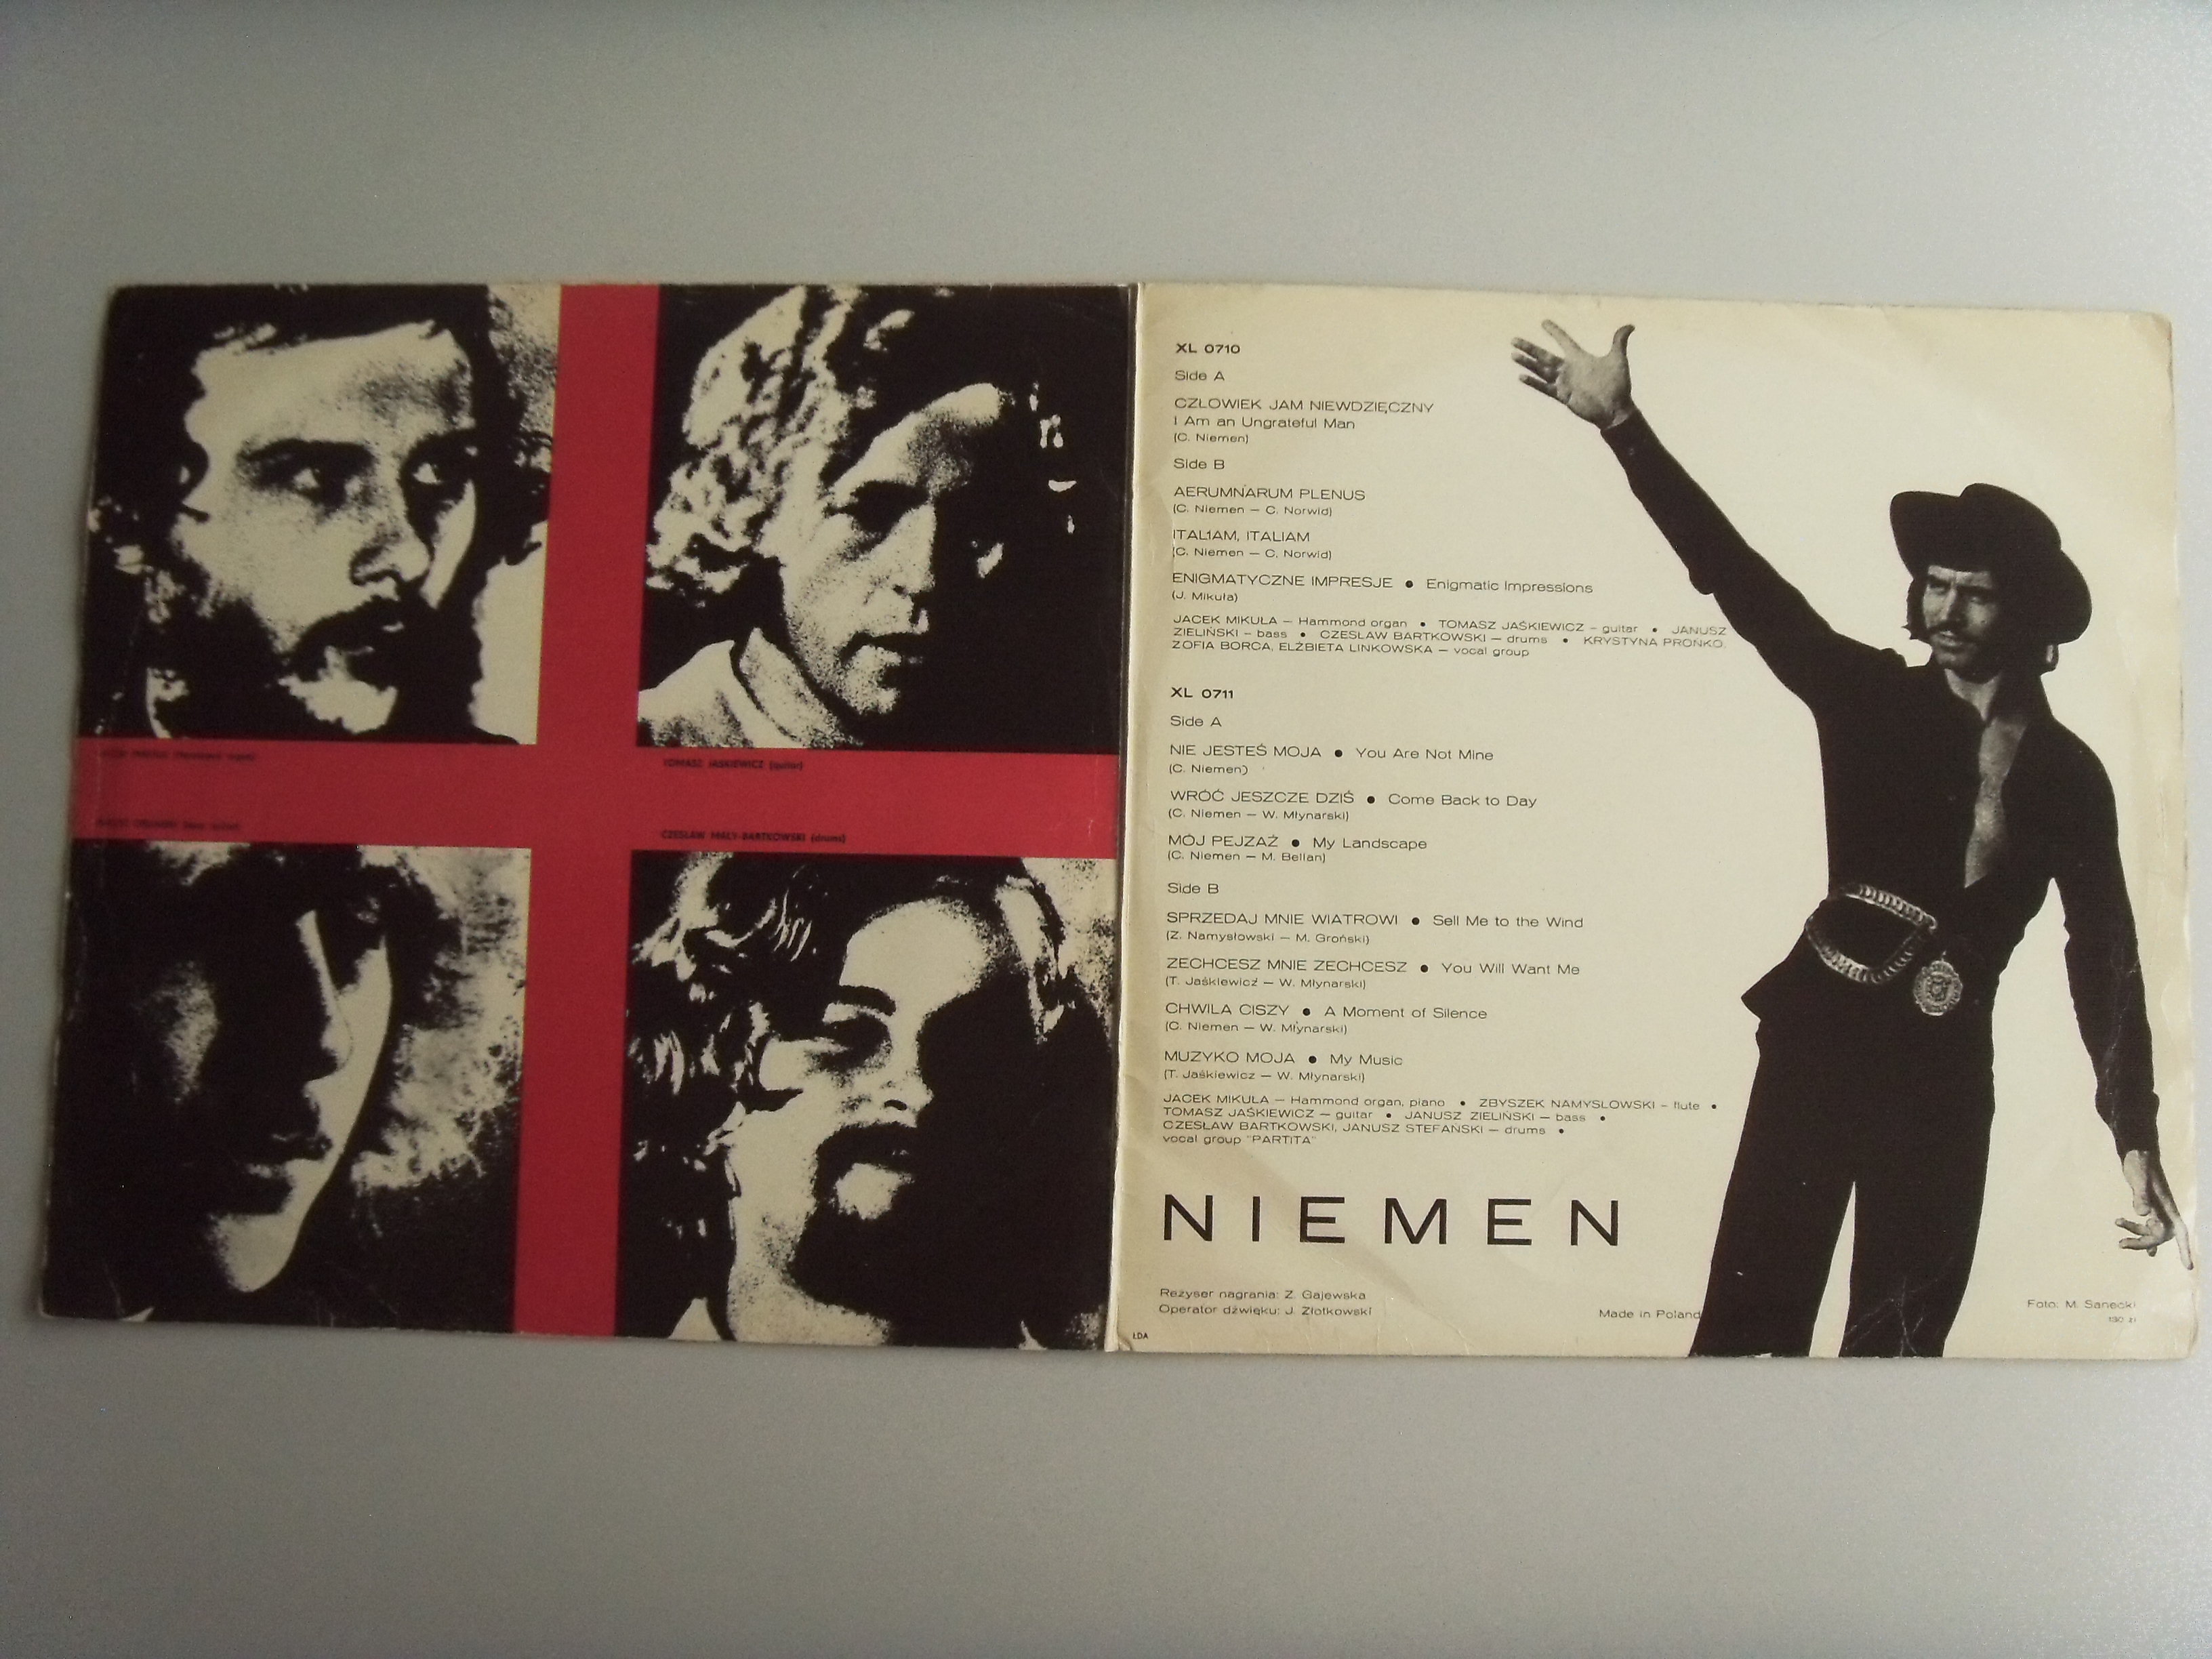 TOMASZ JAŚKIEWICZ (guitar)
CZESŁAW MAŁY-BARTKOWSKI (drums)
XL 0710
Side A
CZŁOWIEK JAM NIEWDZIĘCZNY
I Am an Ungrateful Man
(C. Niemen)
Side B
AERUMNARUM PLENUS
(C. Niemen — C. Norwid)
ITALIAM, ITALIAM
(C. Niemen — C. Norwid)
ENIGMATYCZNE IMPRESJE ● Enigmatic Impressions
(J. Mikuła)
JACEK MIKUŁA — Hammond organ ● TOMASZ JAŚKIEWICZ – guitar ● JANUSZ
ZIELIŃSKI – bass ● CZESŁAW BARTKOWSKI — drums ● KRYSTYNA PROŃKO,
ZOFIA BORCA, ELŻBIETA LINKOWSKA — vocal group
XL 0711
Side A
NIE JESTEŚ MOJA ● You Are Not Mine
(C. Niemen)
WRÓĆ JESZCZE DZIŚ ● Come Back to Day
(C. Niemen — W. Młynarski)
MÓJ PEJZAŻ ● My Landscape
(C. Niemen — M. Bellan)
Side B
SPRZEDAJ MNIE WIATROWI ● Sell Me to the Wind
(Z. Namysłowski — M. Groński)
ZECHCESZ MNIE ZECHCESZ ● You Will Want Me
(T. Jaśkiewicz — W. Młynarski)
CHWILA CISZY ● A Moment of Silence
(C. Niemen — W. Młynarski)
MUZYKO MOJA ● My Music
(T. Jaśkiewicz — W. Młynarski)
JACEK MIKUŁA — Hammond organ, piano ● ZBYSZEK NAMYSŁOWSKI – flute ●
TOMASZ JAŚKIEWICZ — guitar ● JANUSZ ZIELIŃSKI — bass ●
CZESŁAW BARTKOWSKI, JANUSZ STEFAŃSKI — drums ●
vocal group "PARTITA"
NIEMEN
Reżyser nagrania: Z. Gajewska
Operator dźwięku: J. Złotkowski
Made in Poland
Foto: M. Sanecki
130 zł
ŁDA